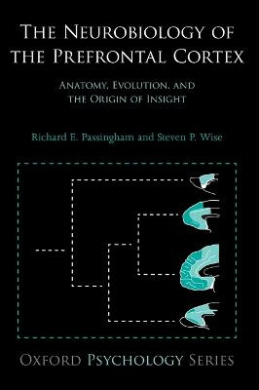 THE NEUROBIOLOGY OF
THE PREFRONTAL CORTEX
ANATOMY, EVOLUTION, AND
THE ORIGIN OF INSIGHT
Richard E. Passingham and Steven P. Wise
OXFORD PSYCHOLOGY SERIES